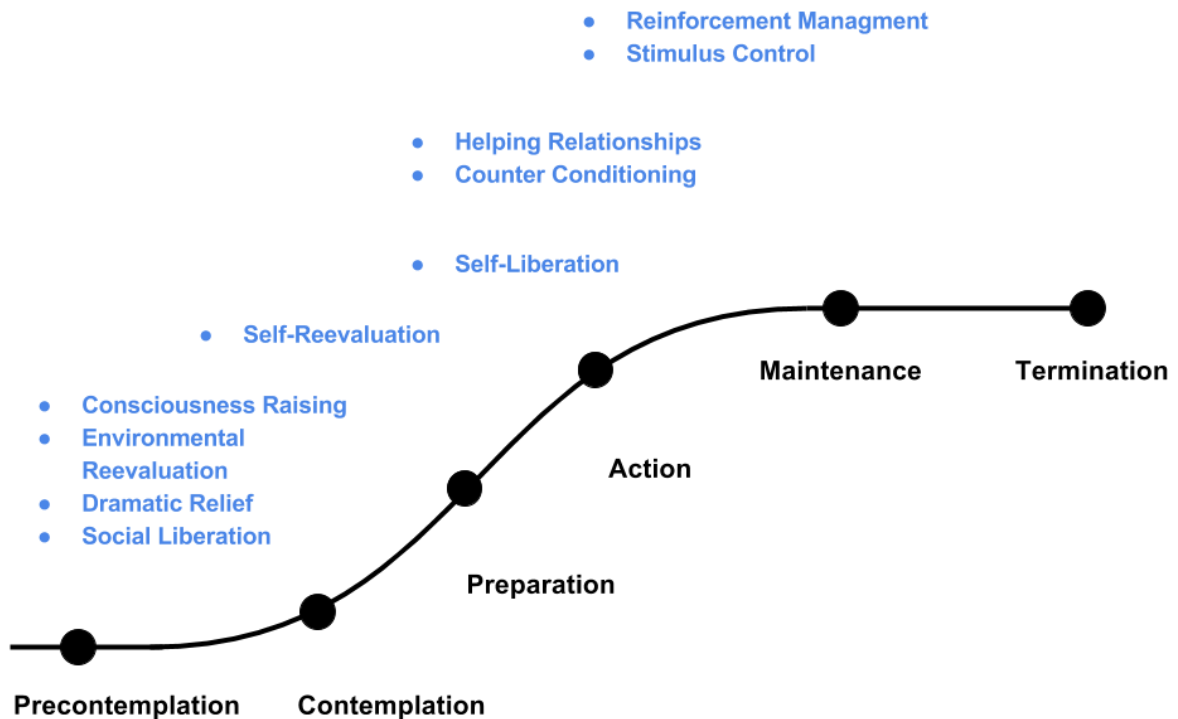 ● Reinforcement Managment
● Stimulus Control
● Helping Relationships
● Counter Conditioning
● Self-Liberation
● Self-Reevaluation
● Consciousness Raising
● Environmental
Reevaluation
● Dramatic Relief
● Social Liberation
Maintenance
Termination
Action
Preparation
Precontemplation
Contemplation